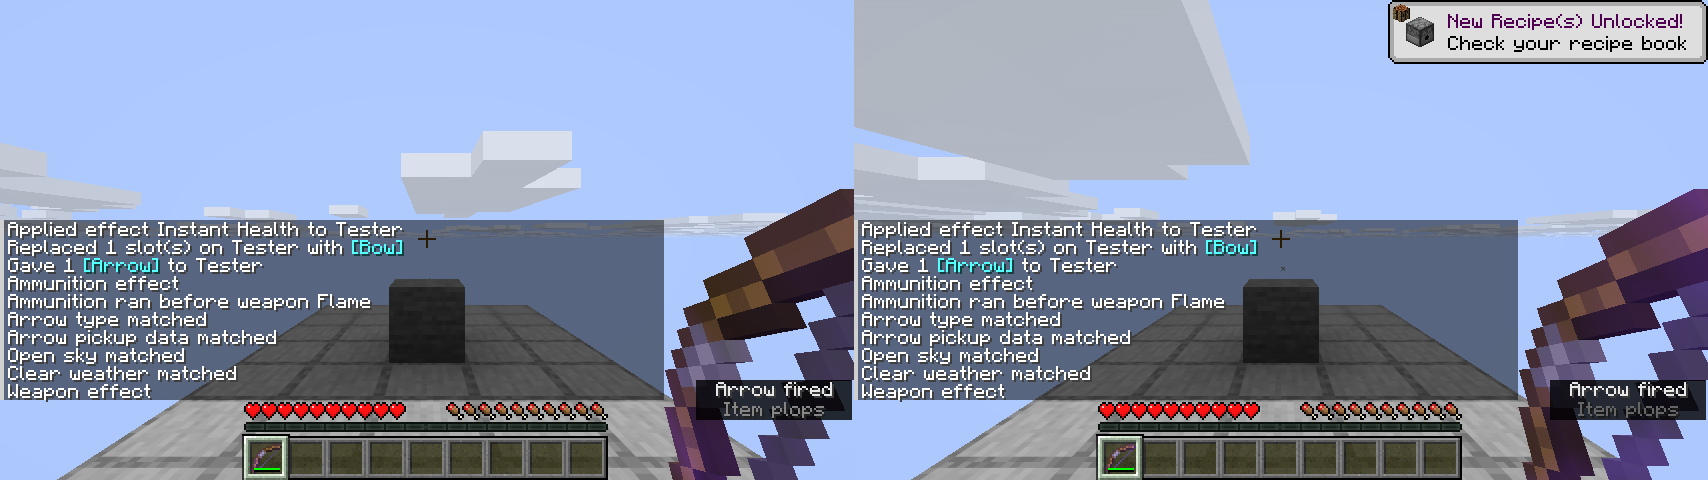 Applied effect Instant Health to Tester
Replaced 1 slot(s) on Tester with [Bow]
Gave 1 [Arrow] to Tester
Ammunition effect
Ammunition ran before weapon Flame
Arrow type matched
Arrow pickup data matched
Open sky matched
Clear weather matched
Weapon effect
Arrow fired
Item plops
New Recipe(s) Unlocked!
Check your recipe book
Applied effect Instant Health to Tester
Replaced 1 slot(s) on Tester with [Bow]
Gave 1 [Arrow] to Tester
Ammunition effect
Ammunition ran before weapon Flame
Arrow type matched
Arrow pickup data matched
Open sky matched
Clear weather matched
Weapon effect
Arrow fired
Item plops